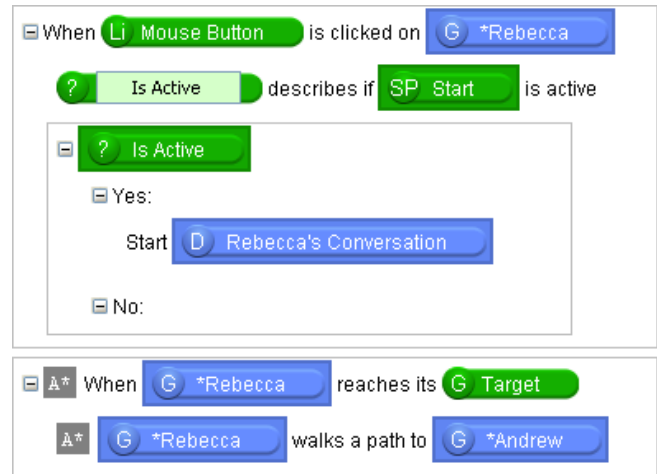 When Li Mouse Button is clicked on G *Rebecca
? Is Active describes if SP Start is active
? Is Active
Yes:
Start D Rebecca's Conversation
No:
A* When G *Rebecca reaches its G Target
A* G *Rebecca walks a path to G *Andrew